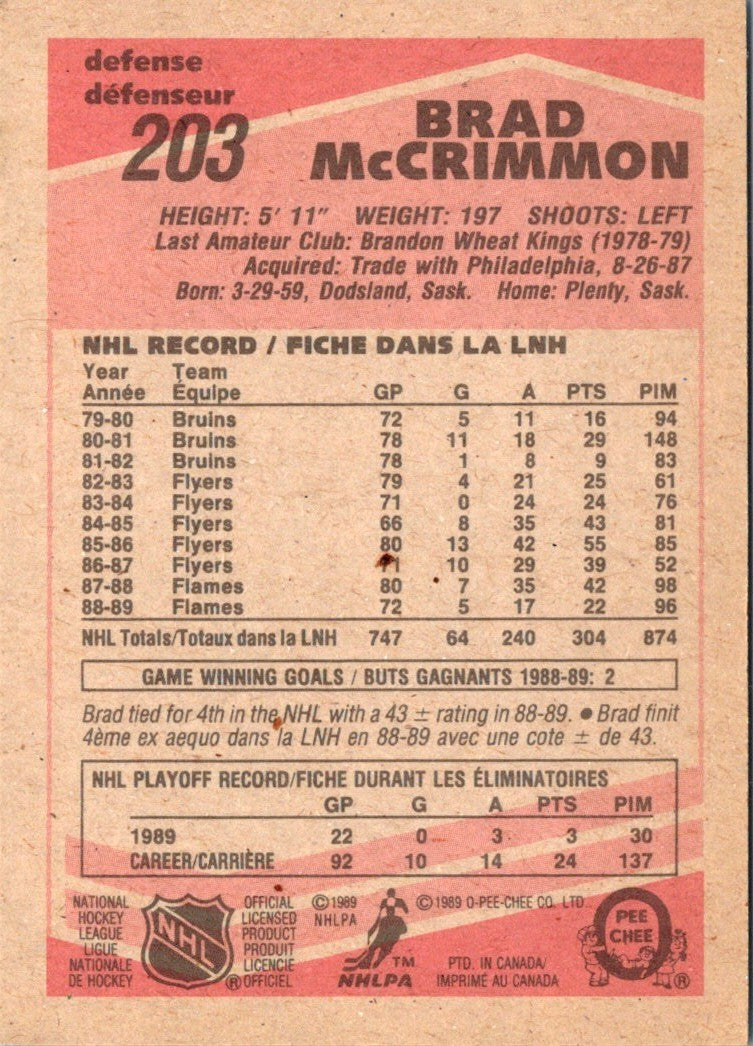 defense
défenseur
203
BRAD
McCRIMMON
HEIGHT: 5' 11" WEIGHT: 197 SHOOTS: LEFT
Last Amateur Club: Brandon Wheat Kings (1978-79)
Acquired: Trade with Philadelphia, 8-26-87
Born: 3-29-59, Dodsland, Sask. Home: Plenty, Sask.
NHL RECORD / FICHE DANS LA LNH
Year Team
Année Équipe GP G A PTS PIM
79-80 Bruins 72 5 11 16 94
80-81 Bruins 78 11 18 29 148
81-82 Bruins 78 1 8 9 83
82-83 Flyers 79 4 21 25 61
83-84 Flyers 71 0 24 24 76
84-85 Flyers 66 8 35 43 81
85-86 Flyers 80 13 42 55 85
86-87 Flyers 71 10 29 39 52
87-88 Flames 80 7 35 42 98
88-89 Flames 72 5 17 22 96
NHL Totals/Totaux dans la LNH 747 64 240 304 874
GAME WINNING GOALS / BUTS GAGNANTS 1988-89: 2
Brad tied for 4th in the NHL with a 43 ± rating in 88-89. ● Brad finit
4ème ex aequo dans la LNH en 88-89 avec une cote ± de 43.
NHL PLAYOFF RECORD/FICHE DURANT LES ÉLIMINATOIRES
GP G A PTS PIM
1989 22 0 3 3 30
CAREER/CARRIÈRE 92 10 14 24 137
NATIONAL
HOCKEY
LEAGUE
LIGUE
NATIONALE
DE HOCKEY
NHL
OFFICIAL
LICENSED
PRODUCT
PRODUIT
LICENCIE
® OFFICIEL
© 1989
NHLPA
TM
NHLPA
© 1989 O-PEE-CHEE CO. LTD.
PTD. IN CANADA/
IMPRIMÉ AU CANADA
O
PEE
CHEE
®